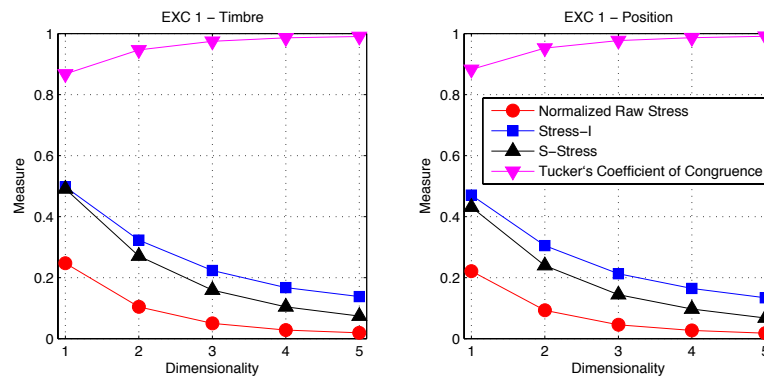 EXC 1 – Timbre
1
0.8
0.6
0.4
0.2
0
Measure
1 2 3 4 5
Dimensionality
EXC 1 – Position
1
0.8
0.6
0.4
0.2
0
Measure
Normalized Raw Stress
Stress–I
S–Stress
Tucker's Coefficient of Congruence
1 2 3 4 5
Dimensionality